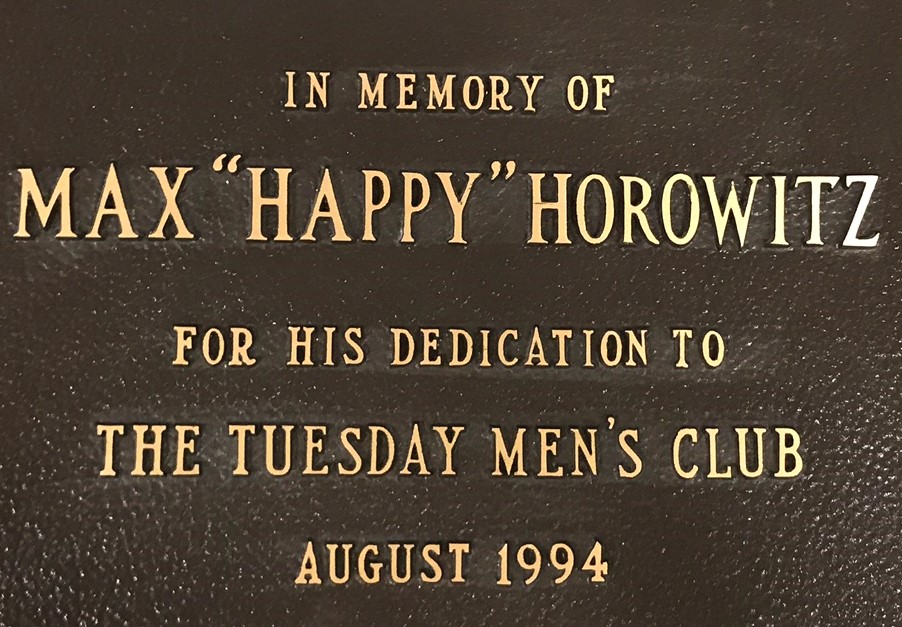 IN MEMORY OF
MAX “HAPPY” HOROWITZ
FOR HIS DEDICATION TO
THE TUESDAY MEN’S CLUB
AUGUST 1994